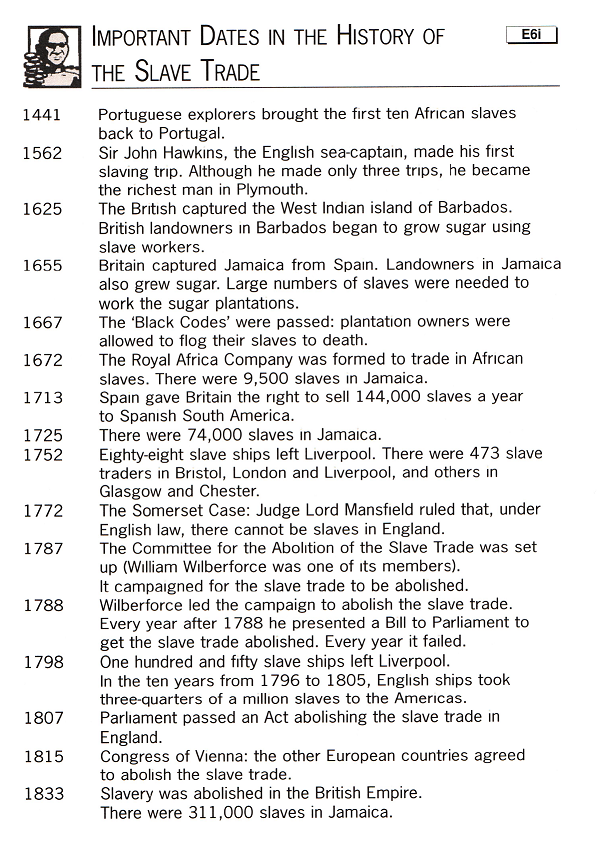 IMPORTANT DATES IN THE HISTORY OF
THE SLAVE TRADE
E6i
1441 Portuguese explorers brought the first ten African slaves
back to Portugal.
1562 Sir John Hawkins, the English sea-captain, made his first
slaving trip. Although he made only three trips, he became
the richest man in Plymouth.
1625 The British captured the West Indian island of Barbados.
British landowners in Barbados began to grow sugar using
slave workers.
1655 Britain captured Jamaica from Spain. Landowners in Jamaica
also grew sugar. Large numbers of slaves were needed to
work the sugar plantations.
1667 The ‘Black Codes’ were passed: plantation owners were
allowed to flog their slaves to death.
1672 The Royal Africa Company was formed to trade in African
slaves. There were 9,500 slaves in Jamaica.
1713 Spain gave Britain the right to sell 144,000 slaves a year
to Spanish South America.
1725 There were 74,000 slaves in Jamaica.
1752 Eighty-eight slave ships left Liverpool. There were 473 slave
traders in Bristol, London and Liverpool, and others in
Glasgow and Chester.
1772 The Somerset Case: Judge Lord Mansfield ruled that, under
English law, there cannot be slaves in England.
1787 The Committee for the Abolition of the Slave Trade was set
up (William Wilberforce was one of its members).
It campaigned for the slave trade to be abolished.
1788 Wilberforce led the campaign to abolish the slave trade.
Every year after 1788 he presented a Bill to Parliament to
get the slave trade abolished. Every year it failed.
1798 One hundred and fifty slave ships left Liverpool.
In the ten years from 1796 to 1805, English ships took
three-quarters of a million slaves to the Americas.
1807 Parliament passed an Act abolishing the slave trade in
England.
1815 Congress of Vienna: the other European countries agreed
to abolish the slave trade.
1833 Slavery was abolished in the British Empire.
There were 311,000 slaves in Jamaica.